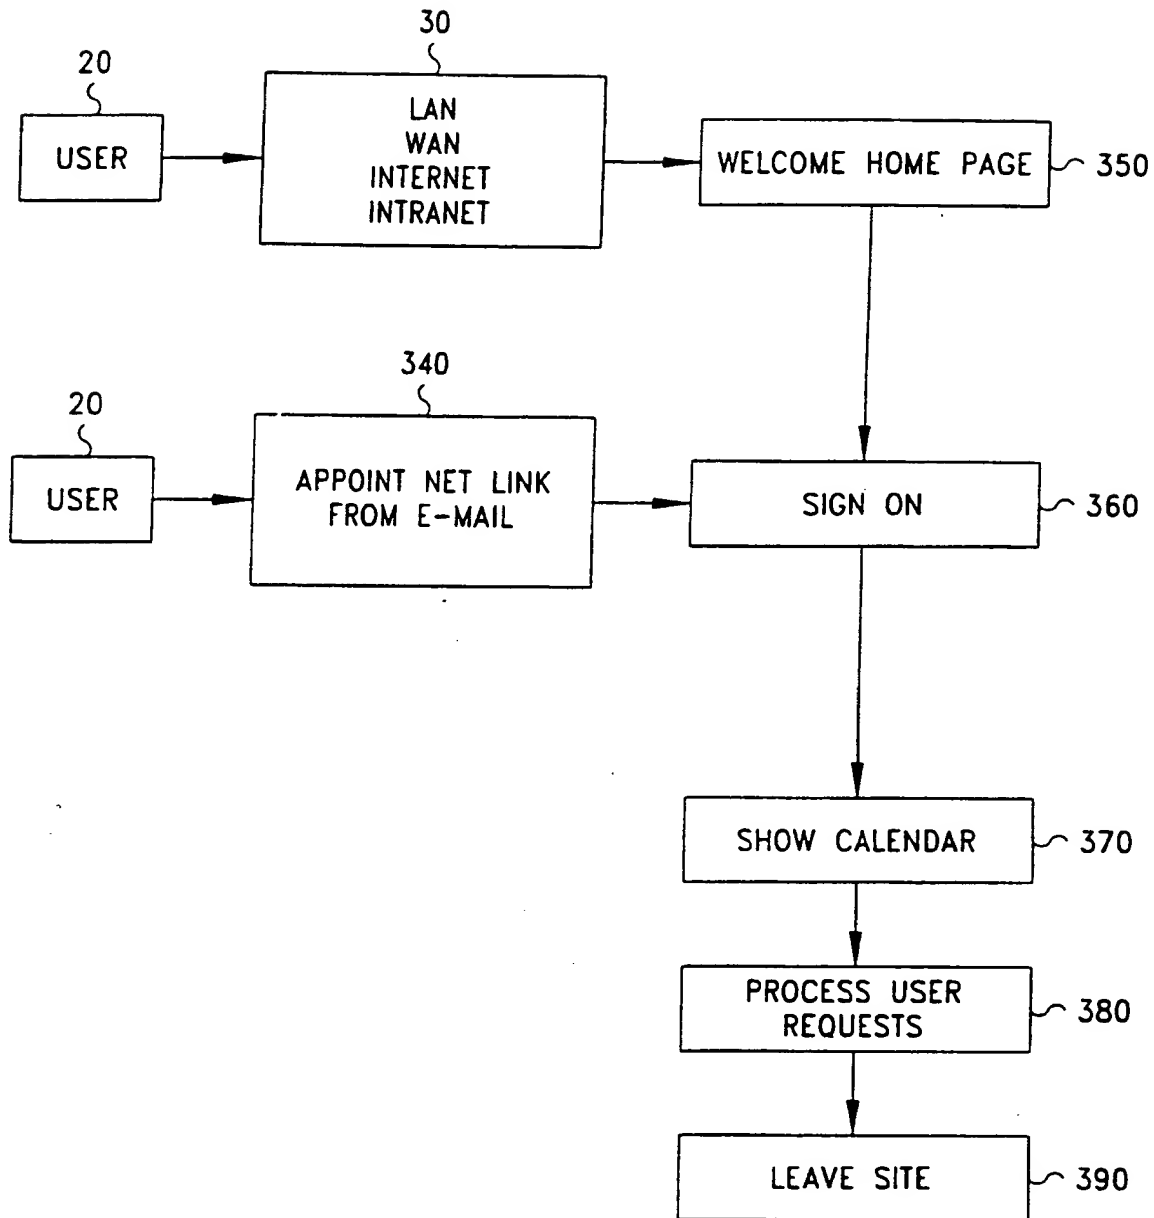 30
20
LAN
WAN
INTERNET
INTRANET
USER
WELCOME HOME PAGE
350
340
20
APPOINT NET LINK
FROM E-MAIL
USER
SIGN ON
360
SHOW CALENDAR
370
PROCESS USER
REQUESTS
380
LEAVE SITE
390